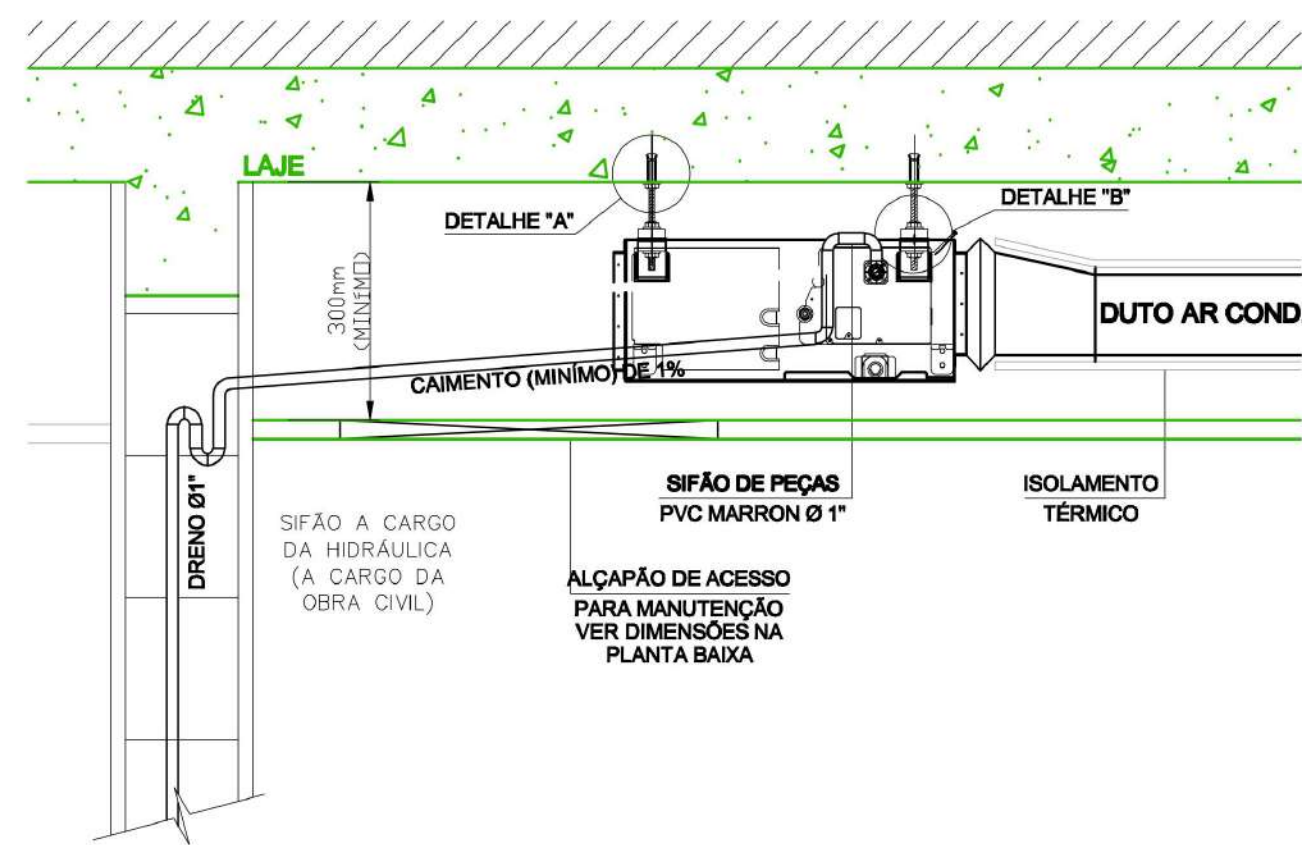 LAJE
DETALHE "A"
DETALHE "B"
300mm
(MINÍMO)
DUTO AR COND.
CAIMENTO (MINÍMO) DE 1%
DRENO Ø1"
SIFÃO A CARGO
DA HIDRÁULICA
(A CARGO DA
OBRA CIVIL)
SIFÃO DE PEÇAS
PVC MARRON Ø 1"
ISOLAMENTO
TÉRMICO
ALÇAPÃO DE ACESSO
PARA MANUTENÇÃO
VER DIMENSÕES NA
PLANTA BAIXA